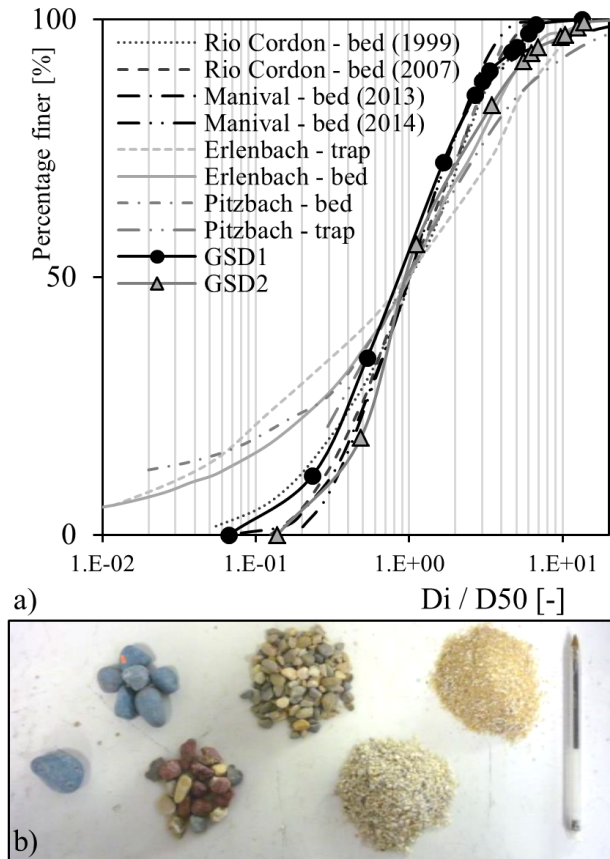 100
50
0
Percentage finer [%]
Rio Cordon - bed (1999)
Rio Cordon - bed (2007)
Manival - bed (2013)
Manival - bed (2014)
Erlenbach - trap
Erlenbach - bed
Pitzbach - bed
Pitzbach - trap
GSD1
GSD2
1.E-02 1.E-01 1.E+00 1.E+01
a) Di / D50 [-]
b)